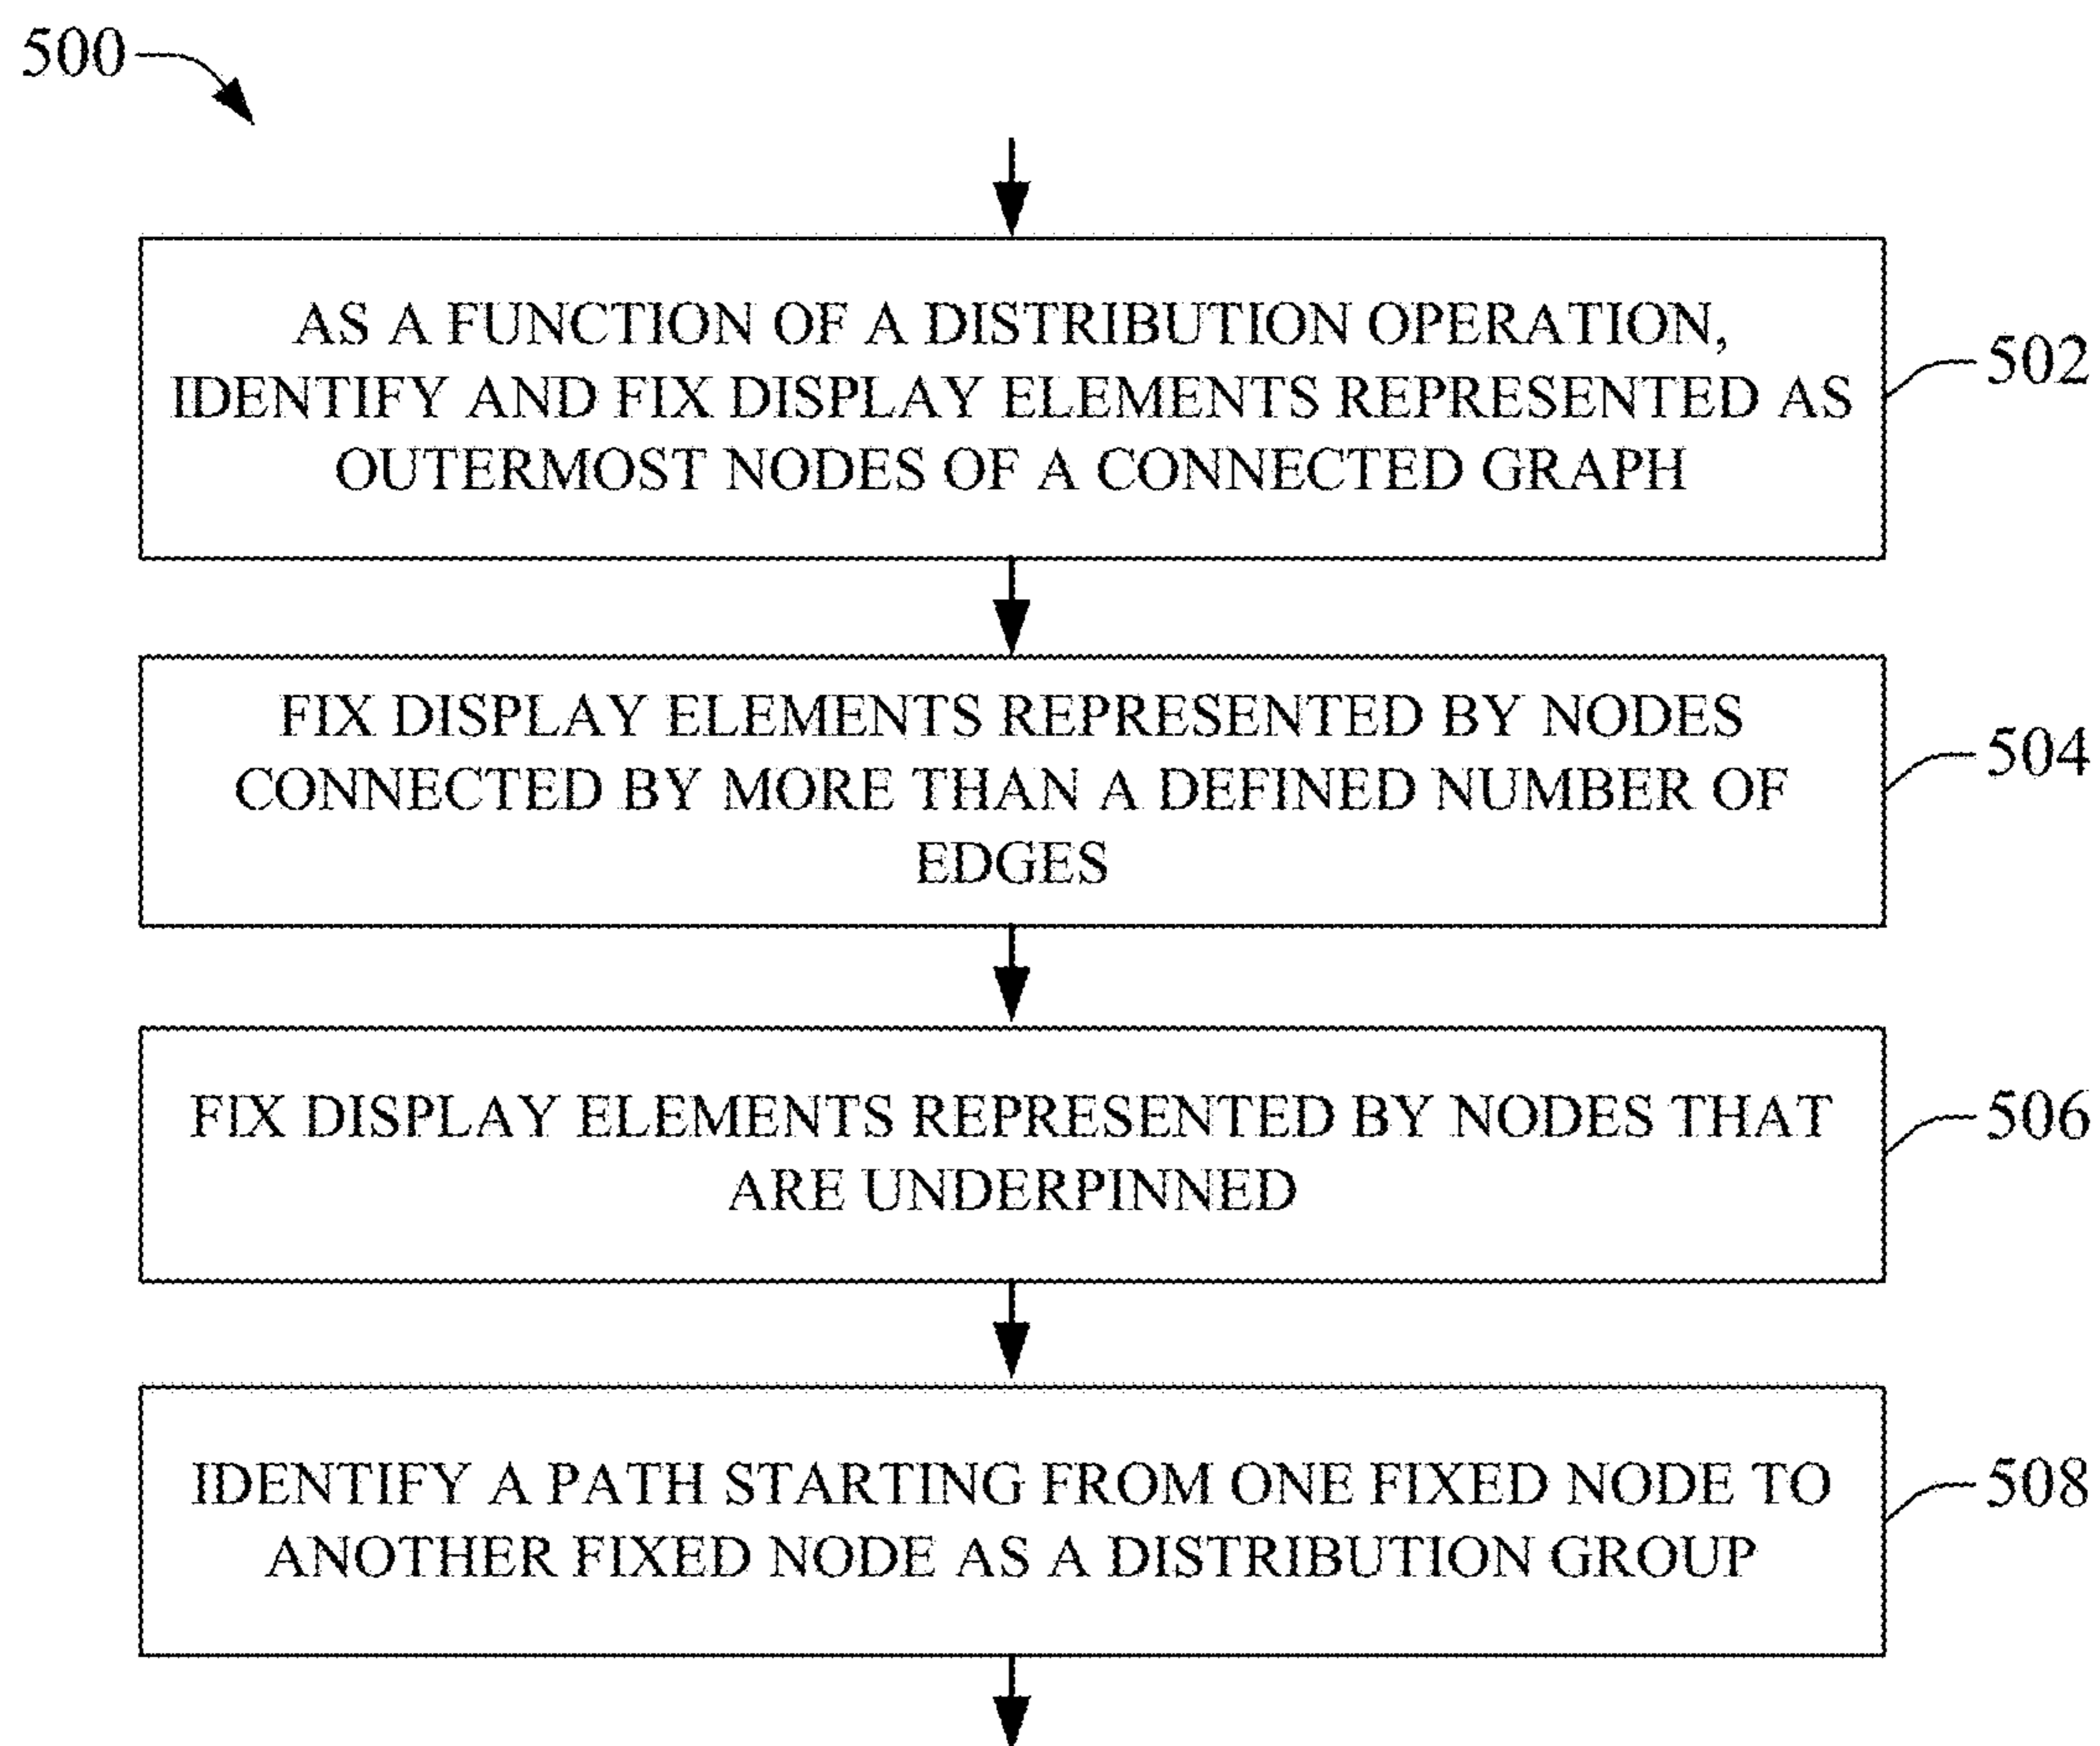 500
AS A FUNCTION OF A DISTRIBUTION OPERATION,
IDENTIFY AND FIX DISPLAY ELEMENTS REPRESENTED AS
OUTERMOST NODES OF A CONNECTED GRAPH
502
FIX DISPLAY ELEMENTS REPRESENTED BY NODES
CONNECTED BY MORE THAN A DEFINED NUMBER OF
EDGES
504
FIX DISPLAY ELEMENTS REPRESENTED BY NODES THAT
ARE UNDERPINNED
506
IDENTIFY A PATH STARTING FROM ONE FIXED NODE TO
ANOTHER FIXED NODE AS A DISTRIBUTION GROUP
508